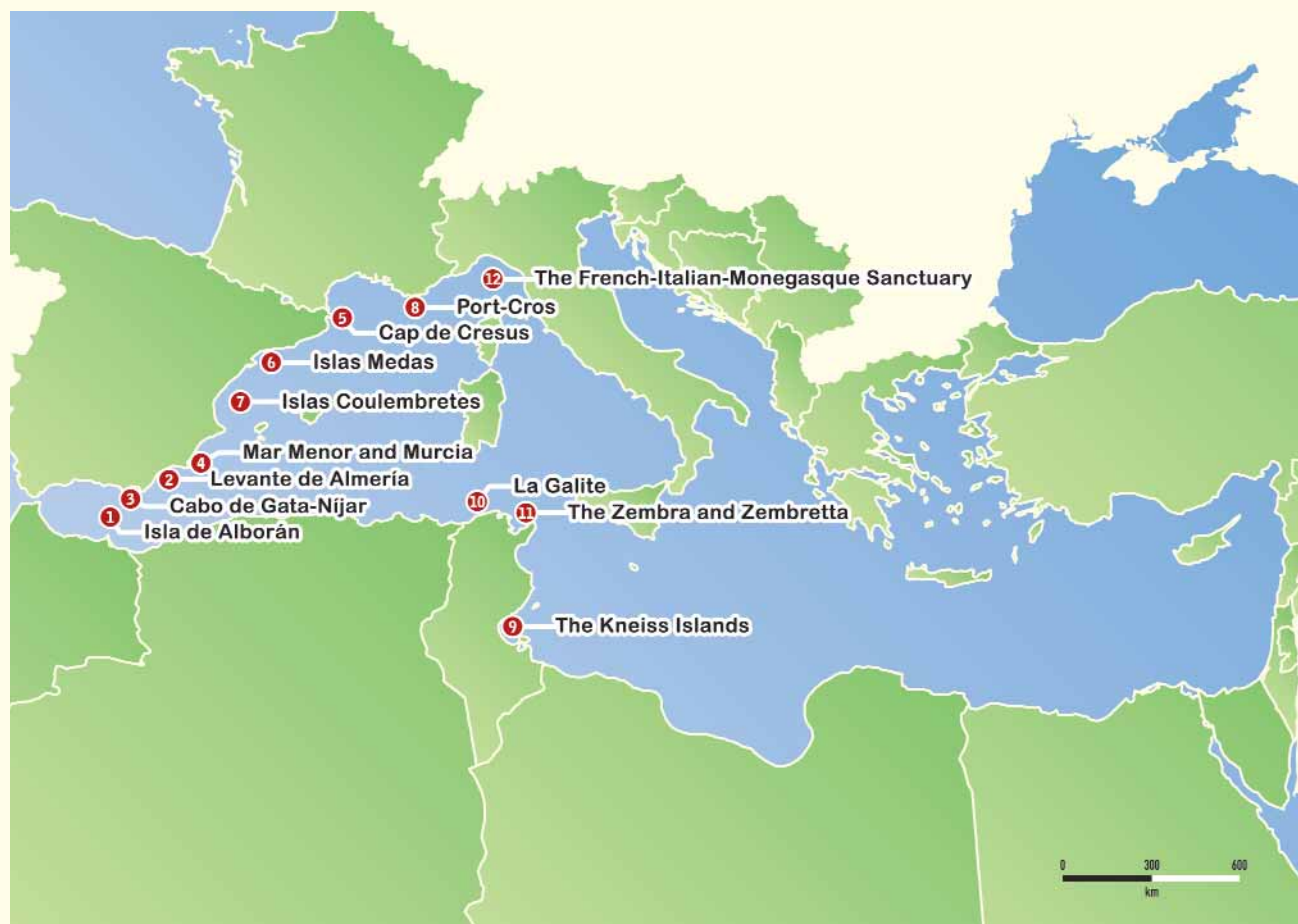 12 The French-Italian-Monegasque Sanctuary
8 Port-Cros
5 Cap de Cresus
6 Islas Medas
7 Islas Coulembretes
4 Mar Menor and Murcia
2 Levante de Almería
3 Cabo de Gata-Níjar
1 Isla de Alborán
10 La Galite
11 The Zembra and Zembretta
9 The Kneiss Islands
0 300 600
km